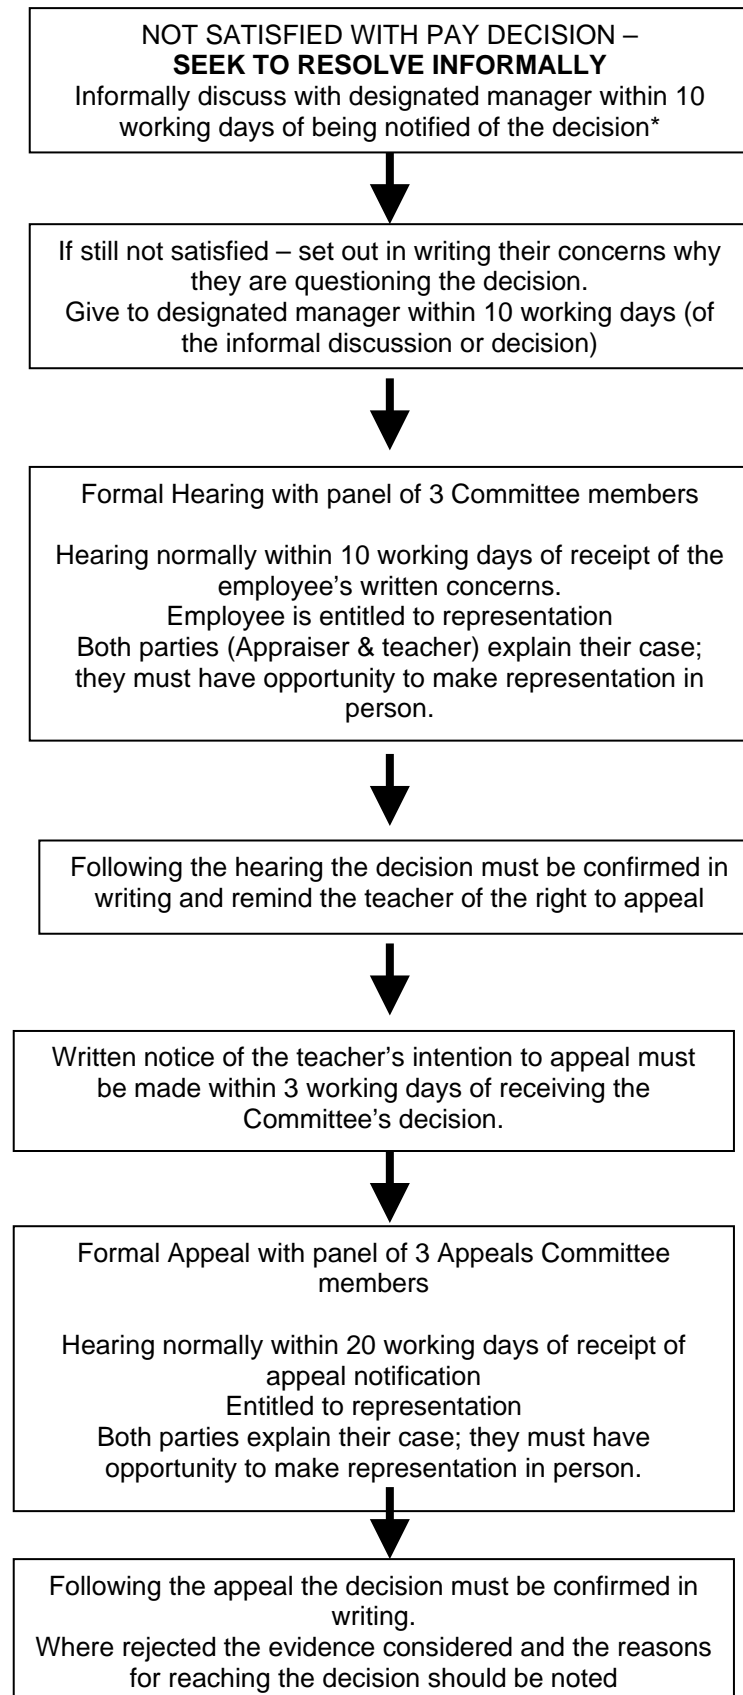 NOT SATISFIED WITH PAY DECISION –
SEEK TO RESOLVE INFORMALLY
Informally discuss with designated manager within 10
working days of being notified of the decision*
If still not satisfied – set out in writing their concerns why
they are questioning the decision.
Give to designated manager within 10 working days (of
the informal discussion or decision)
Formal Hearing with panel of 3 Committee members
Hearing normally within 10 working days of receipt of the
employee’s written concerns.
Employee is entitled to representation
Both parties (Appraiser & teacher) explain their case;
they must have opportunity to make representation in
person.
Following the hearing the decision must be confirmed in
writing and remind the teacher of the right to appeal
Written notice of the teacher’s intention to appeal must
be made within 3 working days of receiving the
Committee’s decision.
Formal Appeal with panel of 3 Appeals Committee
members
Hearing normally within 20 working days of receipt of
appeal notification
Entitled to representation
Both parties explain their case; they must have
opportunity to make representation in person.
Following the appeal the decision must be confirmed in
writing.
Where rejected the evidence considered and the reasons
for reaching the decision should be noted